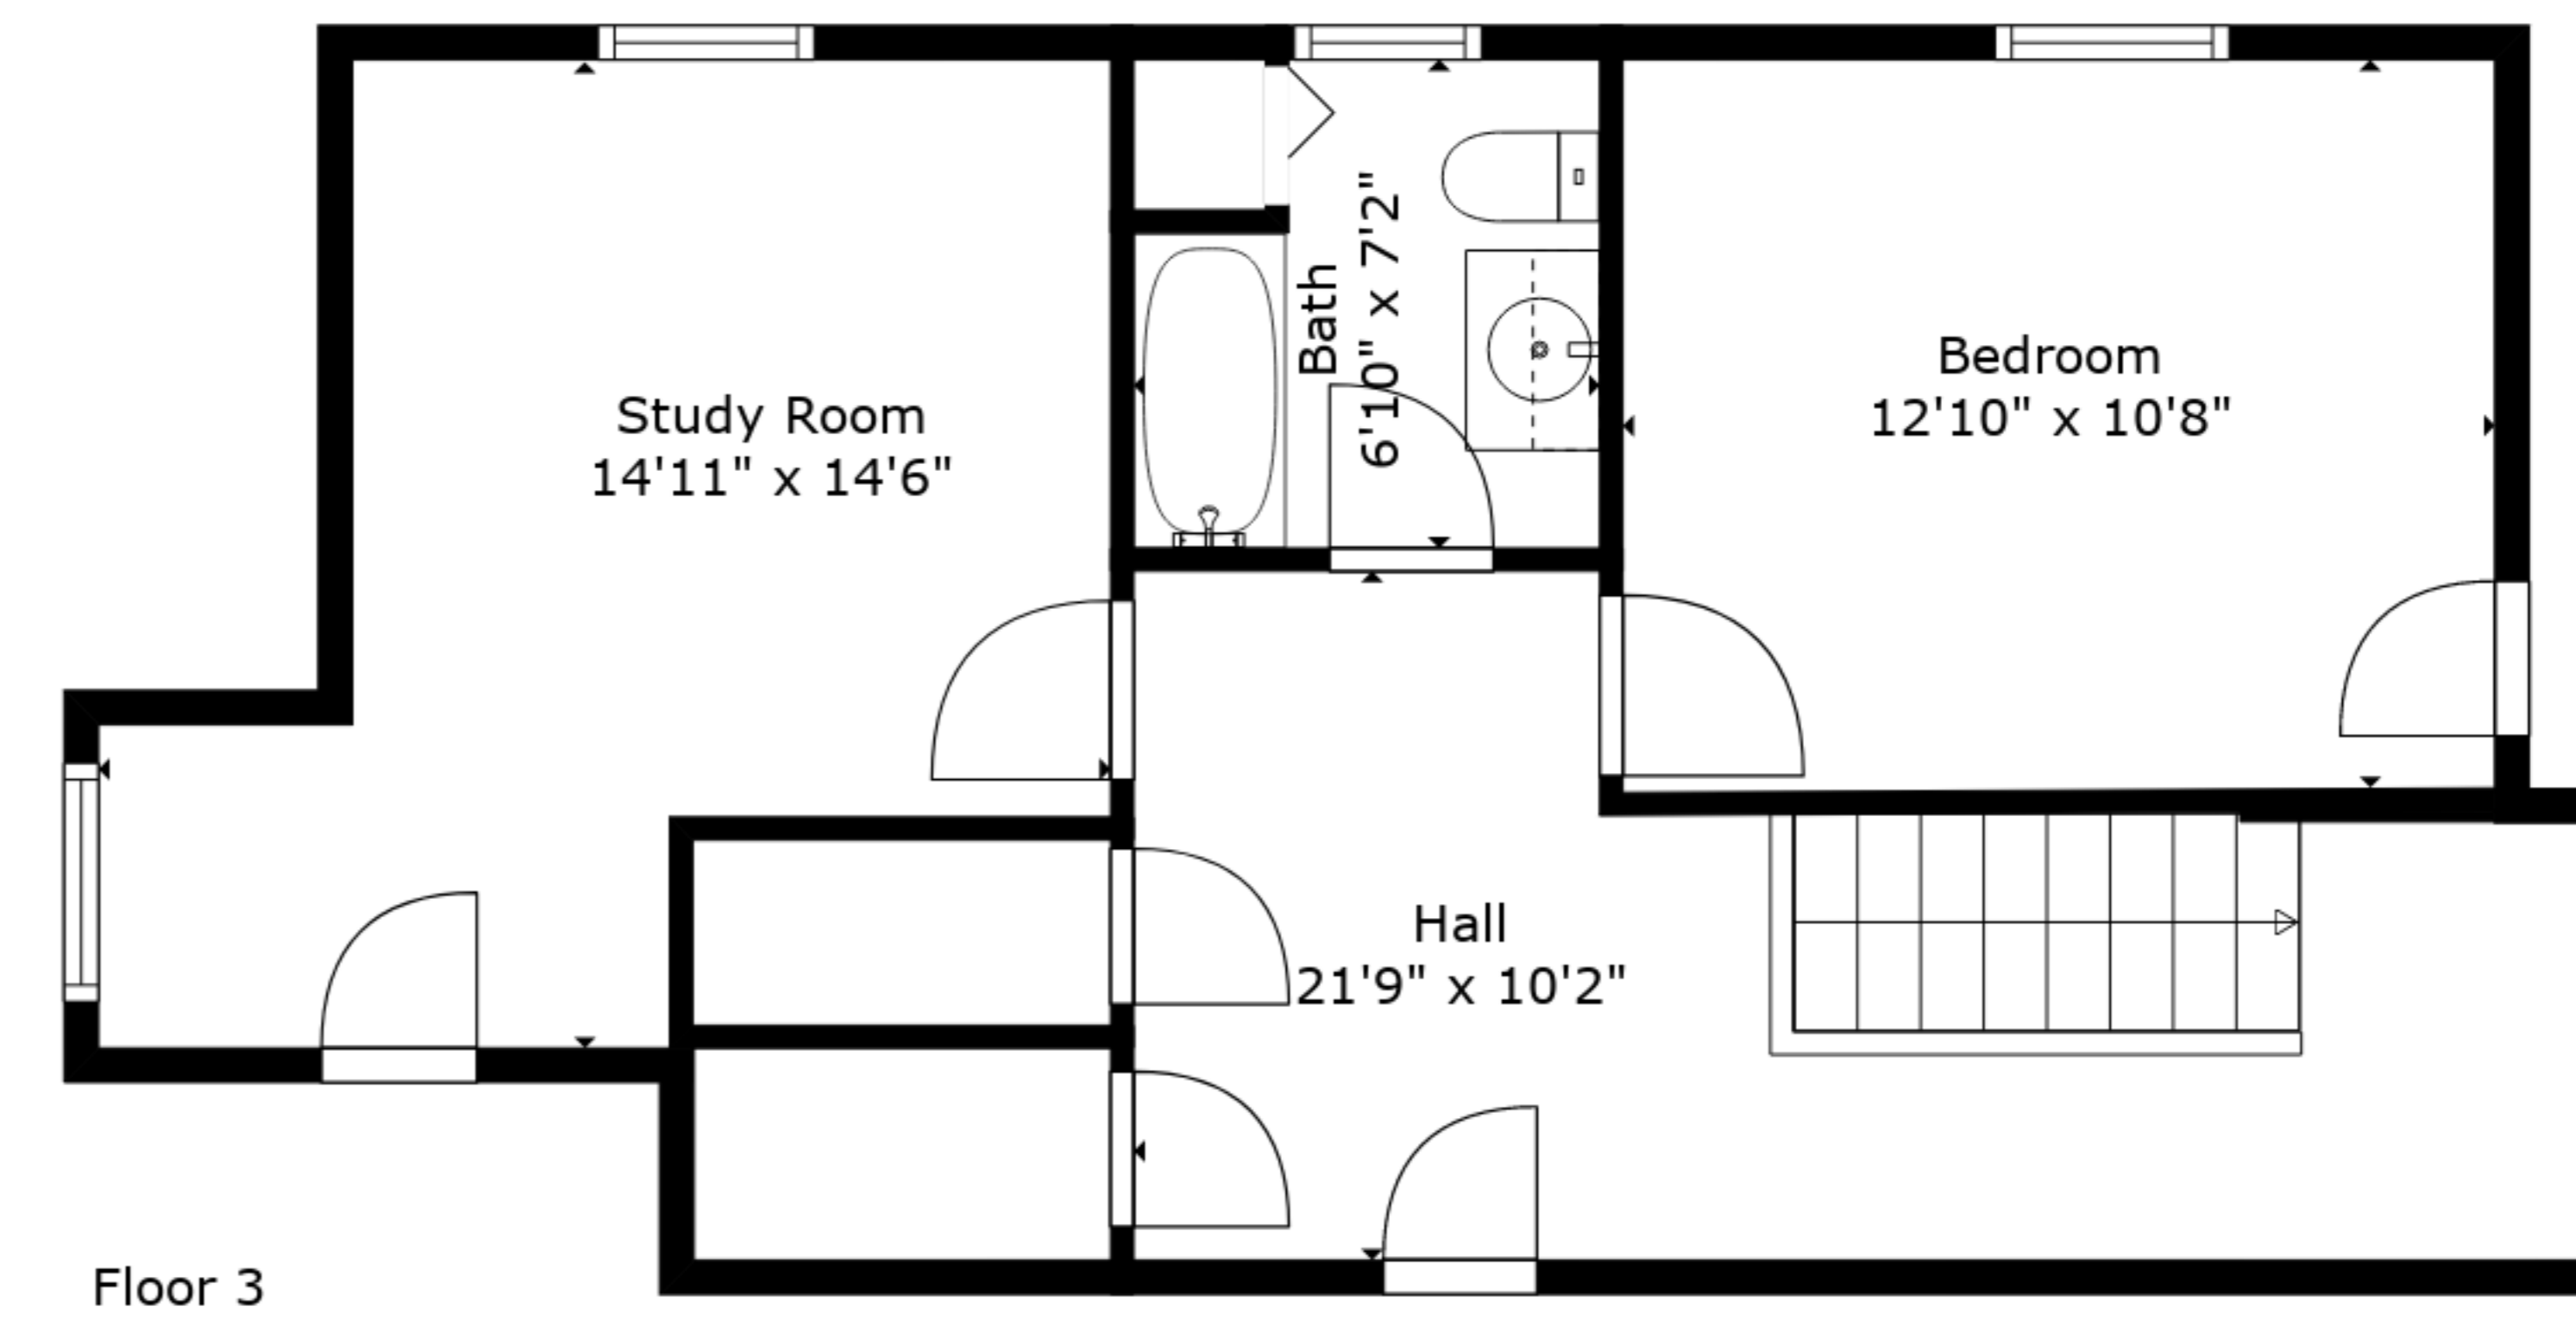 Study Room
14'11" x 14'6"
Bath
6'10" x 7'2"
Bedroom
12'10" x 10'8"
Hall
21'9" x 10'2"
Floor 3